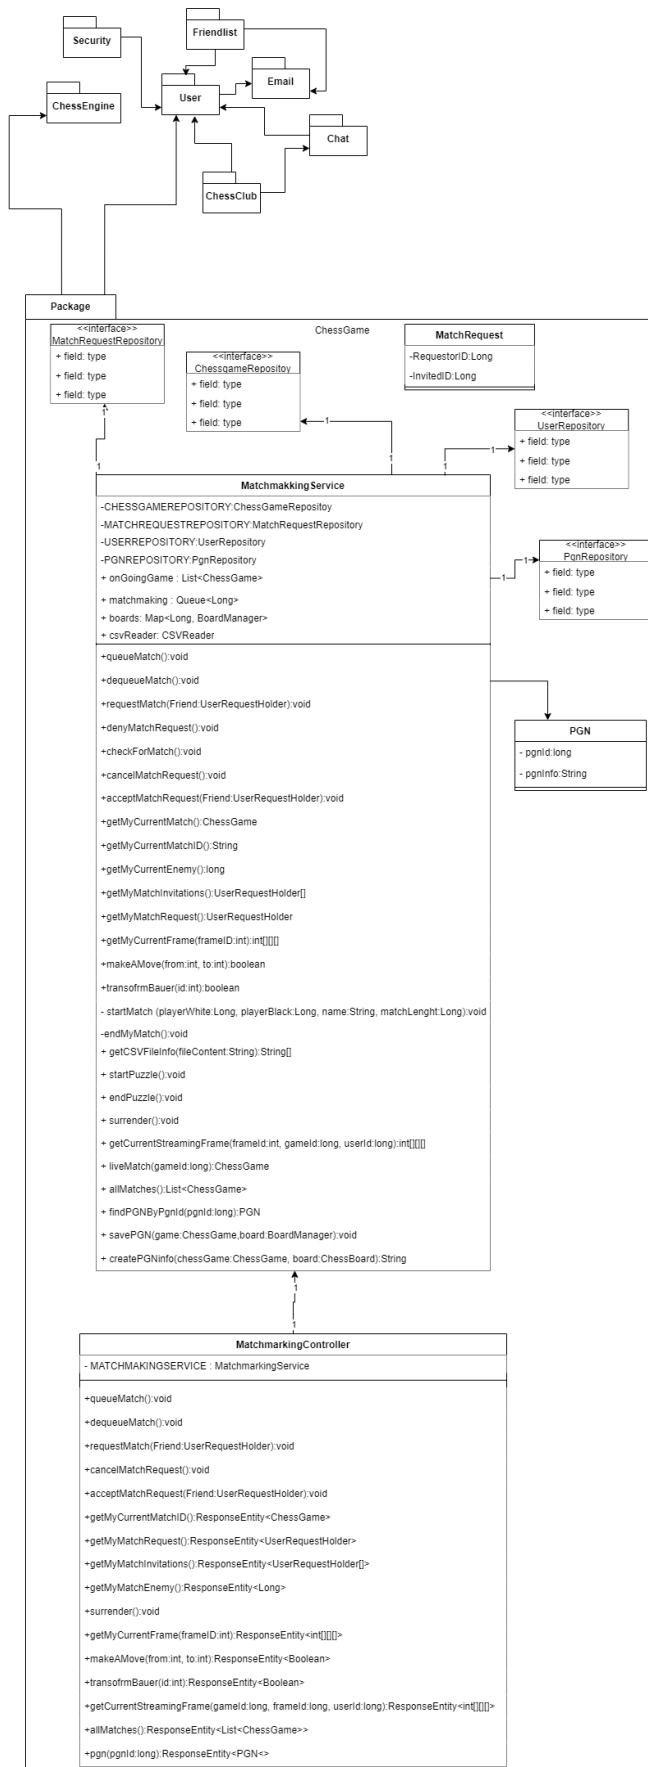 Friendlist
Security
Email
User
ChessEngine
Chat
ChessClub
Package
ChessGame
<<interface>>
MatchRequestRepository
+ field: type
+ field: type
+ field: type
MatchRequest
-RequestorID:Long
-InvitedID:Long
<<interface>>
ChessgameRepositoy
+ field: type
+ field: type
+ field: type
1
1
1
<<interface>>
UserRepository
+ field: type
+ field: type
+ field: type
1
1
MatchmakkingService
-CHESSGAMEREPOSITORY:ChessGameRepositoy
-MATCHREQUESTREPOSITORY:MatchRequestRepository
-USERREPOSITORY:UserRepository
-PGNREPOSITORY:PgnRepository
+ onGoingGame : List<ChessGame>
+ matchmaking : Queue<Long>
+ boards: Map<Long, BoardManager>
+ csvReader: CSVReader
<<interface>>
PgnRepository
+ field: type
+ field: type
+ field: type
1
1
+queueMatch():void
+dequeueMatch():void
+requestMatch(Friend:UserRequestHolder):void
+denyMatchRequest():void
+checkForMatch():void
+cancelMatchRequest():void
+acceptMatchRequest(Friend:UserRequestHolder):void
+getMyCurrentMatch():ChessGame
+getMyCurrentMatchID():String
+getMyCurrentEnemy():long
+getMyMatchInvitations():UserRequestHolder[]
+getMyMatchRequest():UserRequestHolder
+getMyCurrentFrame(frameID:int):int[][][]
+makeAMove(from:int, to:int):boolean
+transofrmBauer(id:int):boolean
- startMatch (playerWhite:Long, playerBlack:Long, name:String, matchLenght:Long):void
-endMyMatch():void
+ getCSVFileInfo(fileContent:String):String[]
+ startPuzzle():void
+ endPuzzle():void
+ surrender():void
+ getCurrentStreamingFrame(frameId:int, gameId:long, userId:long):int[][][]
+ liveMatch(gameId:long):ChessGame
+ allMatches():List<ChessGame>
+ findPGNByPgnId(pgnId:long):PGN
+ savePGN(game:ChessGame,board:BoardManager):void
+ createPGNinfo(chessGame:ChessGame, board:ChessBoard):String
PGN
- pgnId:long
- pgnInfo:String
1
1
MatchmarkingController
- MATCHMAKINGSERVICE : MatchmarkingService
+queueMatch():void
+dequeueMatch():void
+requestMatch(Friend:UserRequestHolder):void
+cancelMatchRequest():void
+acceptMatchRequest(Friend:UserRequestHolder):void
+getMyCurrentMatchID():ResponseEntity<ChessGame>
+getMyMatchRequest():ResponseEntity<UserRequestHolder>
+getMyMatchInvitations():ResponseEntity<UserRequestHolder[]>
+getMyMatchEnemy():ResponseEntity<Long>
+surrender():void
+getMyCurrentFrame(frameID:int):ResponseEntity<int[][][]>
+makeAMove(from:int, to:int):ResponseEntity<Boolean>
+transofrmBauer(id:int):ResponseEntity<Boolean>
+getCurrentStreamingFrame(gameId:long, frameId:long, userId:long):ResponseEntity<int[][][]>
+allMatches():ResponseEntity<List<ChessGame>>
+pgn(pgnId:long):ResponseEntity<PGN<>